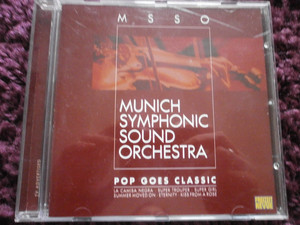 MSSO
MUNICH
SYMPHONIC
SOUND
ORCHESTRA
POP GOES CLASSIC
LA CAMISA NEGRA · SUPER TROUPER · SUPER GIRL
SUMMER MOVED ON · ETERNITY · KISS FROM A ROSE